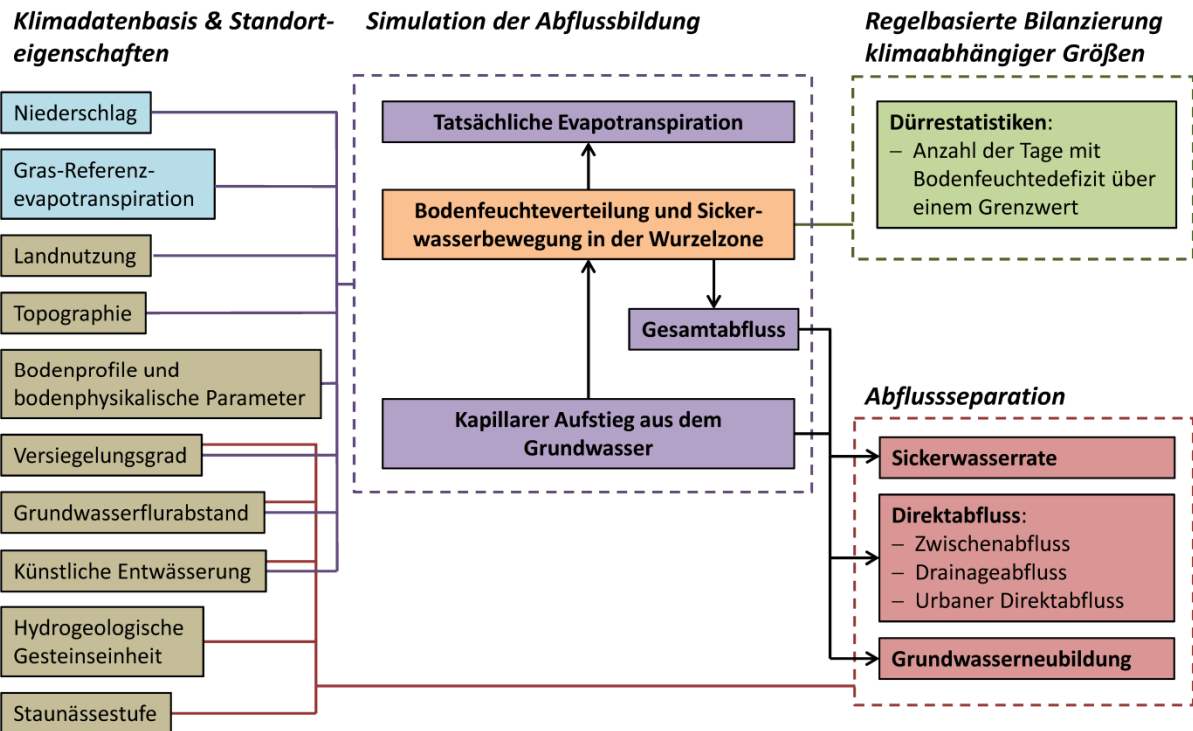 Klimadatenbasis & Standort-
eigenschaften
Niederschlag
Gras-Referenz-
evapotranspiration
Landnutzung
Topographie
Bodenprofile und
bodenphysikalische Parameter
Versiegelungsgrad
Grundwasserflurabstand
Künstliche Entwässerung
Hydrogeologische
Gesteinseinheit
Staunässestufe
Simulation der Abflussbildung
Tatsächliche Evapotranspiration
Bodenfeuchteverteilung und Sicker-
wasserbewegung in der Wurzelzone
Gesamtabfluss
Kapillarer Aufstieg aus dem
Grundwasser
Regelbasierte Bilanzierung
klimaabhängiger Größen
Dürrestatistiken:
– Anzahl der Tage mit
Bodenfeuchtedefizit über
einem Grenzwert
Abflussseparation
Sickerwasserrate
Direktabfluss:
– Zwischenabfluss
– Drainageabfluss
– Urbaner Direktabfluss
Grundwasserneubildung